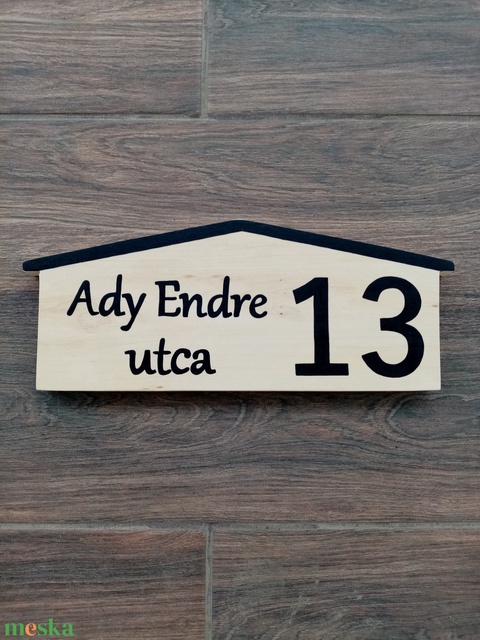 Ady Endre
utca
13
meska